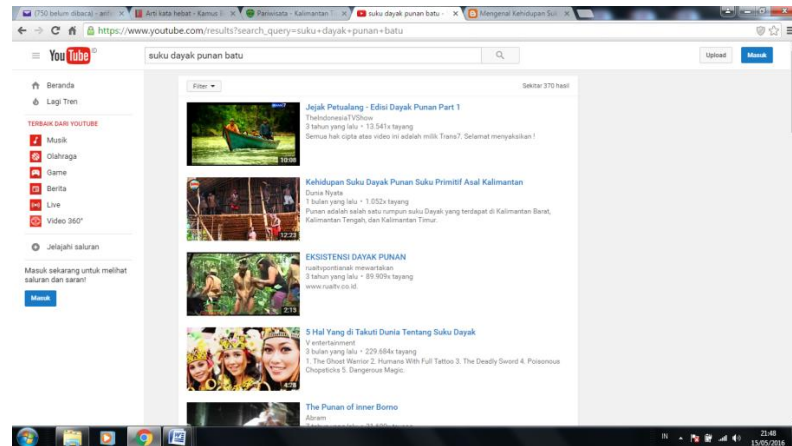 (750 belum dibaca) - anfi
Arti kata hebat - Kamus
Pariwisata - Kalimantan
suku dayak punan batu -
Mengenal Kehidupan Suk
https://www.youtube.com/results?search_query=suku+dayak+punan+batu
YouTube ID
suku dayak punan batu
Upload
Masuk
Beranda
Lagi Tren
TERBAIK DARI YOUTUBE
Musik
Olahraga
Game
Berita
Live
Video 360°
Jelajahi saluran
Masuk sekarang untuk melihat
saluran dan saran!
Masuk
Filter
Sekitar 370 hasil
10:08
Jejak Petualang - Edisi Dayak Punan Part 1
TheIndonesiaTVShow
3 tahun yang lalu • 13.541x tayang
Semua hak cipta atas video ini adalah milik Trans7. Selamat menyaksikan !
12:23
Kehidupan Suku Dayak Punan Suku Primitif Asal Kalimantan
Dunia Nyata
1 bulan yang lalu • 1.052x tayang
Punan adalah salah satu rumpun suku Dayak yang terdapat di Kalimantan Barat,
Kalimantan Tengah, dan Kalimantan Timur.
2:13
EKSISTENSI DAYAK PUNAN
ruaitvpontianak mewartakan
3 tahun yang lalu • 89.909x tayang
www.ruaitv.co.id
4:28
5 Hal Yang di Takuti Dunia Tentang Suku Dayak
V entertainment
3 bulan yang lalu • 229.684x tayang
1. The Ghost Warrior 2. Humans With Full Tattoo 3. The Deadly Sword 4. Poisonous
Chopsticks 5. Dangerous Magic.
The Punan of inner Borno
Abram
IN
21:48
15/05/2016